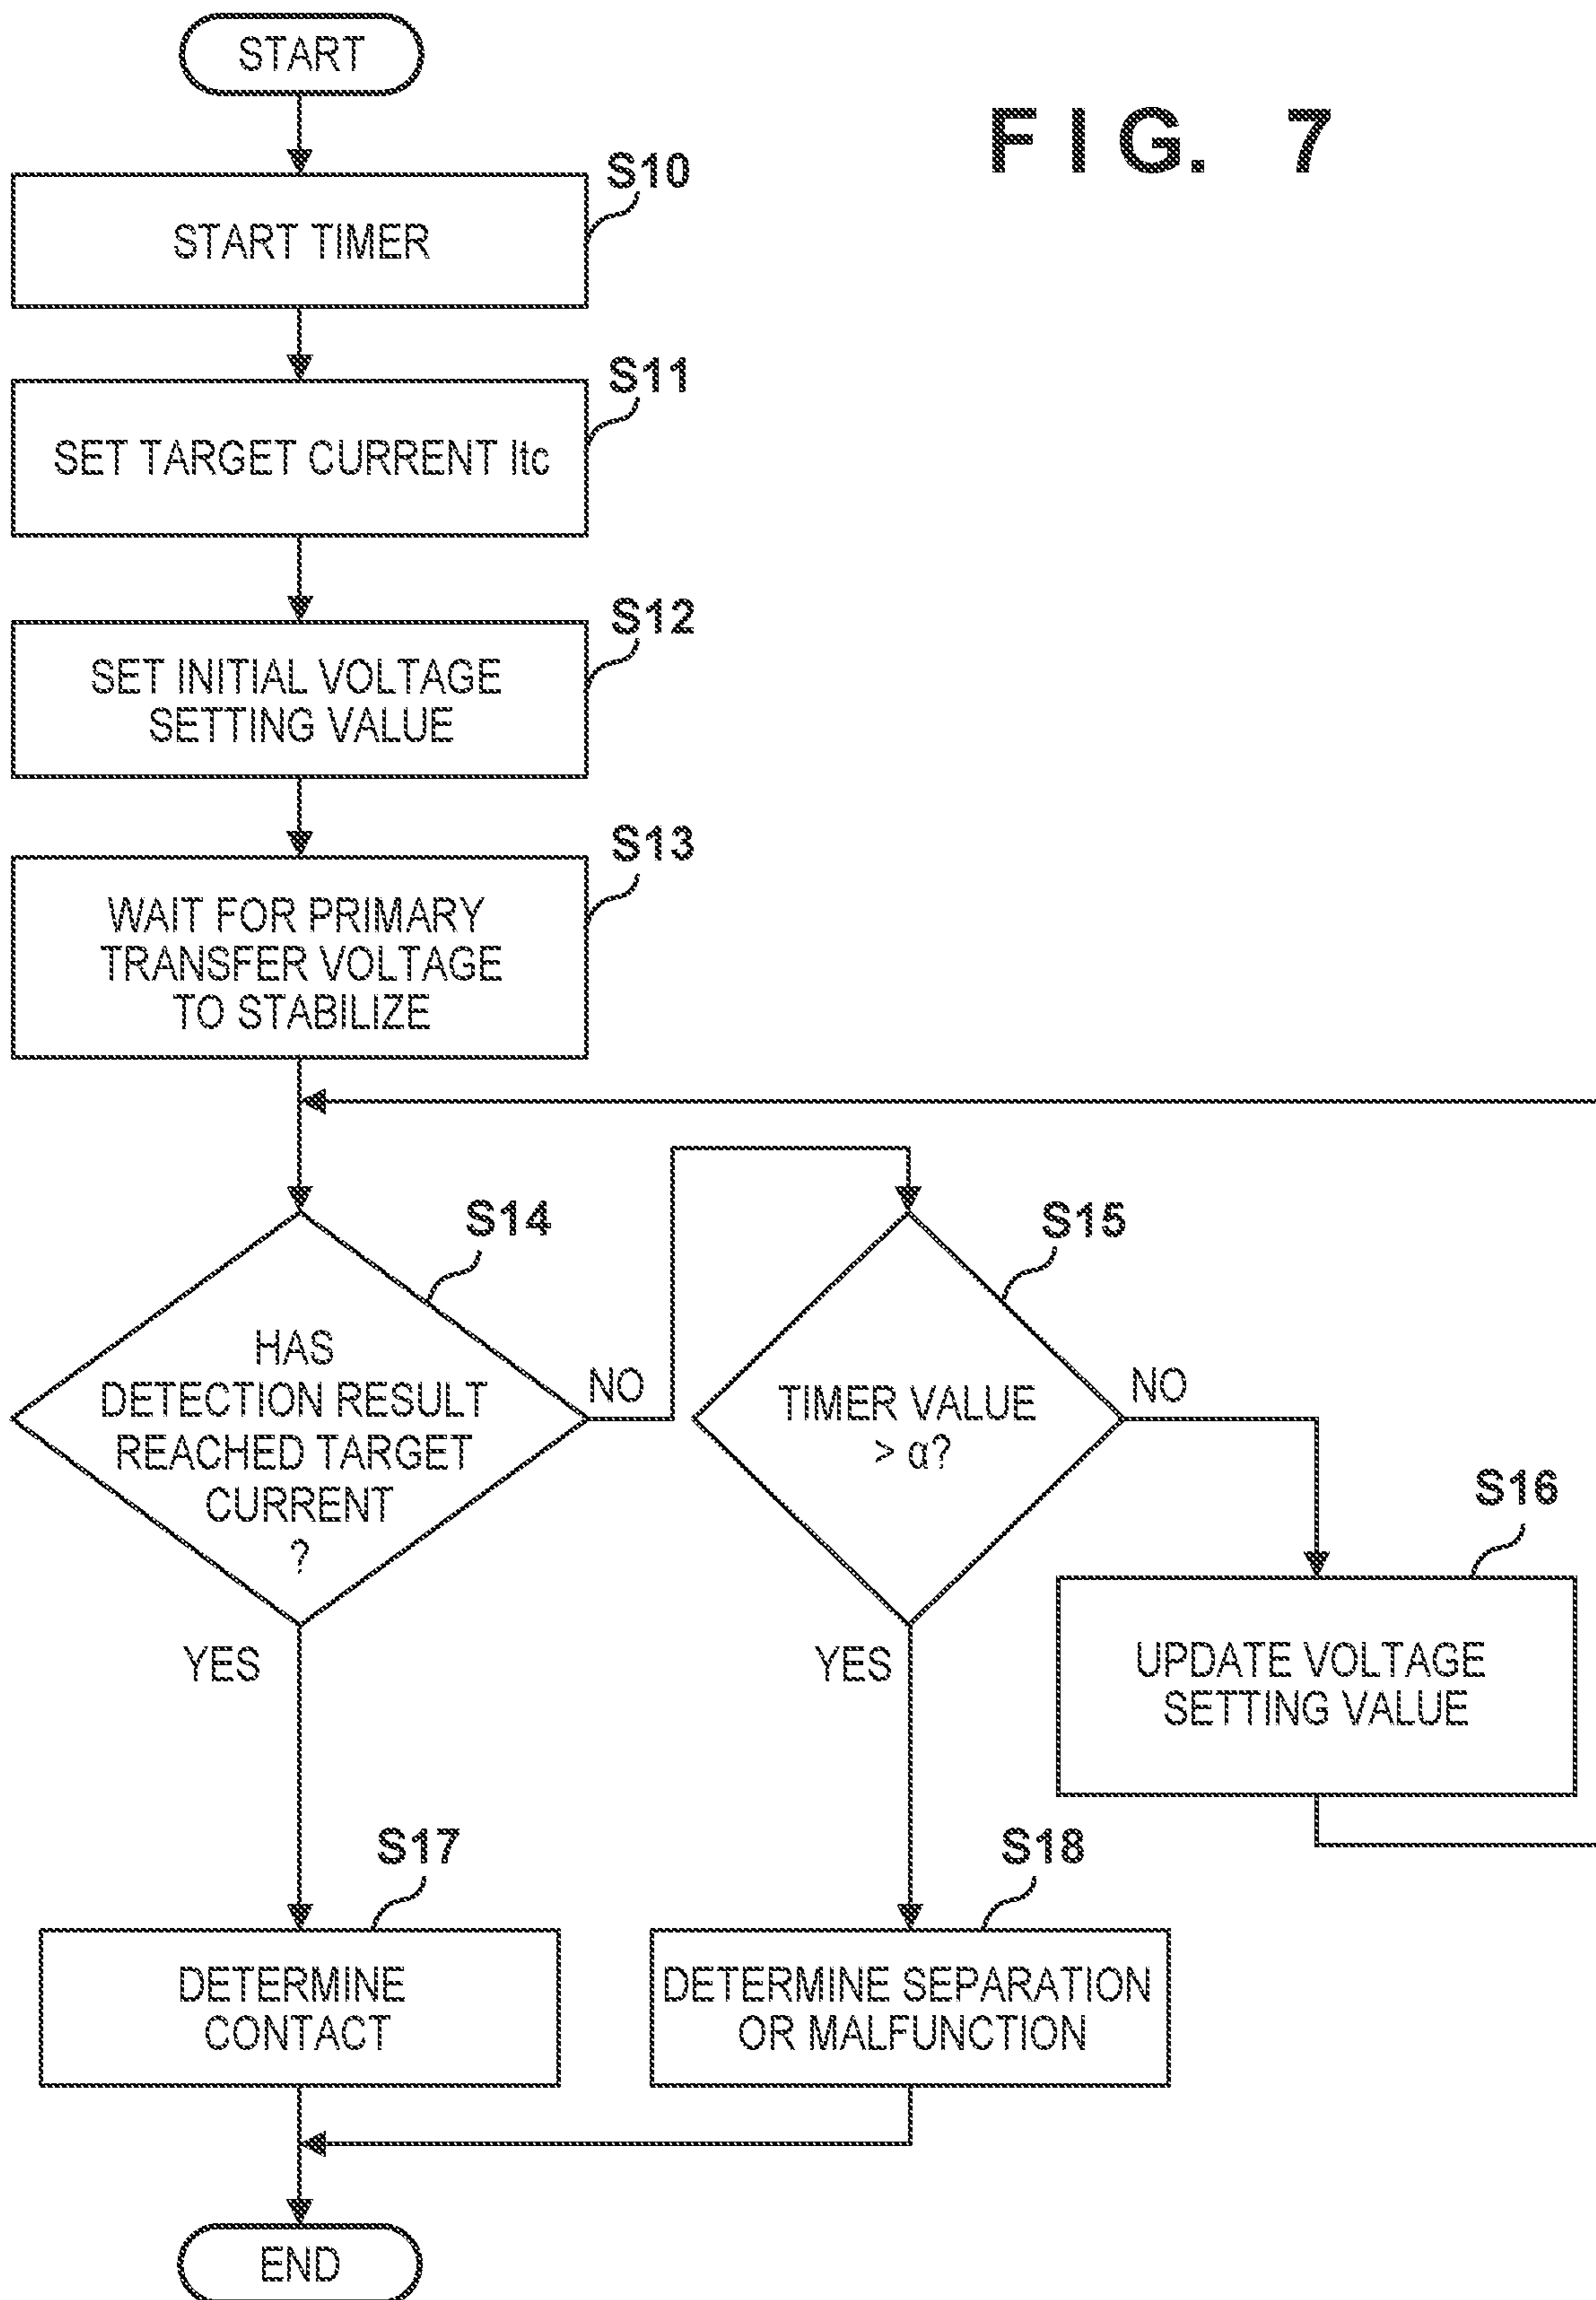 START
FIG. 7
S10
START TIMER
S11
SET TARGET CURRENT Itc
S12
SET INITIAL VOLTAGE
SETTING VALUE
S13
WAIT FOR PRIMARY
TRANSFER VOLTAGE
TO STABILIZE
S14
HAS
DETECTION RESULT
REACHED TARGET
CURRENT
?
NO
YES
S15
TIMER VALUE
> α?
NO
YES
S16
UPDATE VOLTAGE
SETTING VALUE
S17
DETERMINE
CONTACT
S18
DETERMINE SEPARATION
OR MALFUNCTION
END